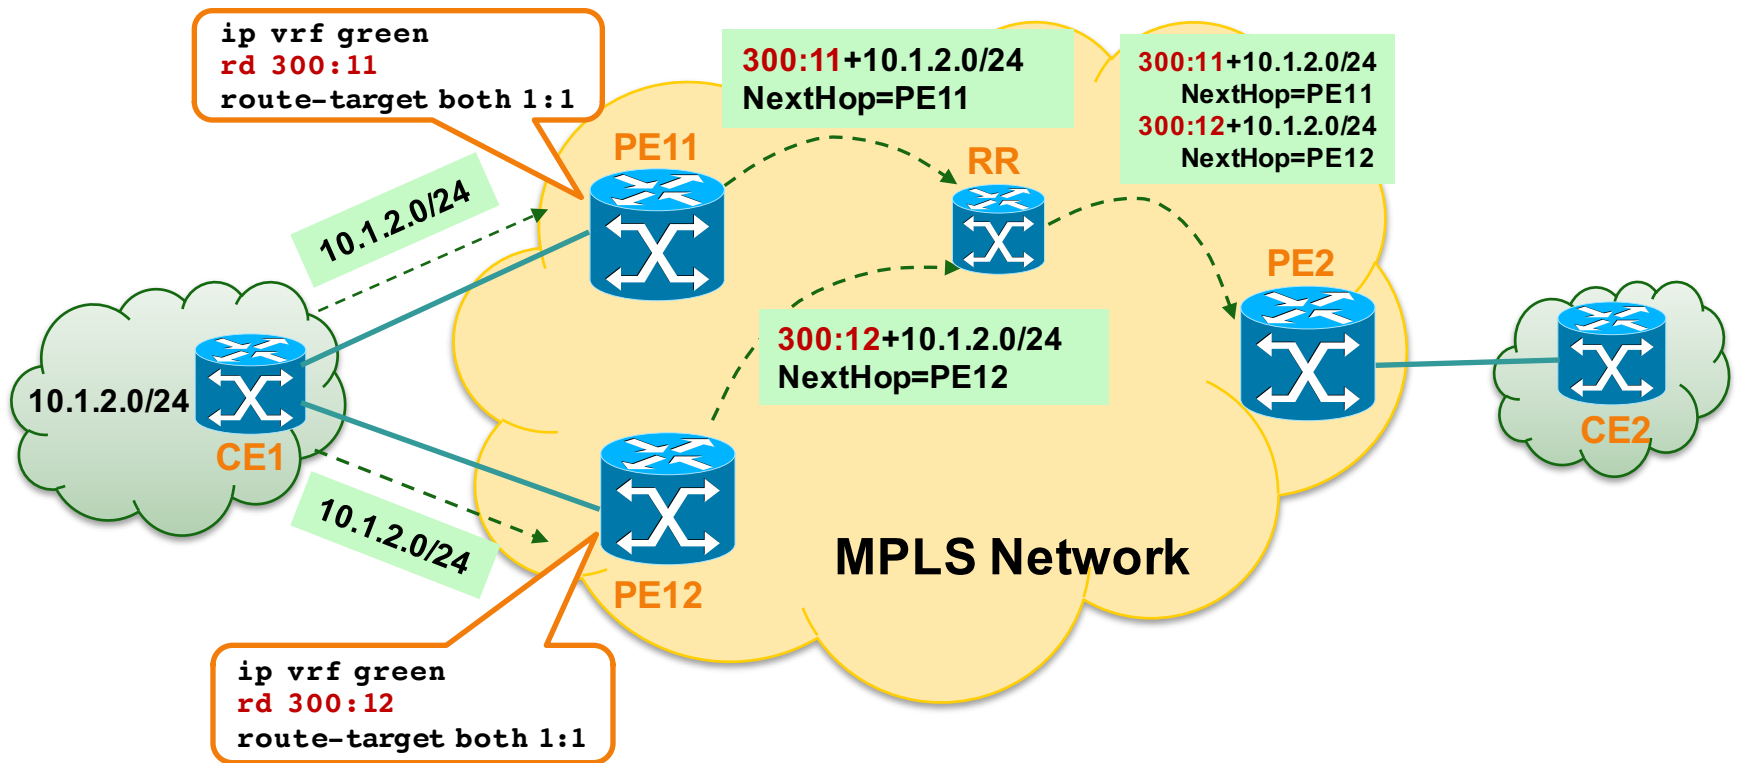 ip vrf green
rd 300:11
route-target both 1:1
300:11+10.1.2.0/24
NextHop=PE11
300:11+10.1.2.0/24
NextHop=PE11
300:12+10.1.2.0/24
NextHop=PE12
PE11
RR
10.1.2.0/24
PE2
300:12+10.1.2.0/24
NextHop=PE12
10.1.2.0/24
CE1
CE2
10.1.2.0/24
MPLS Network
PE12
ip vrf green
rd 300:12
route-target both 1:1